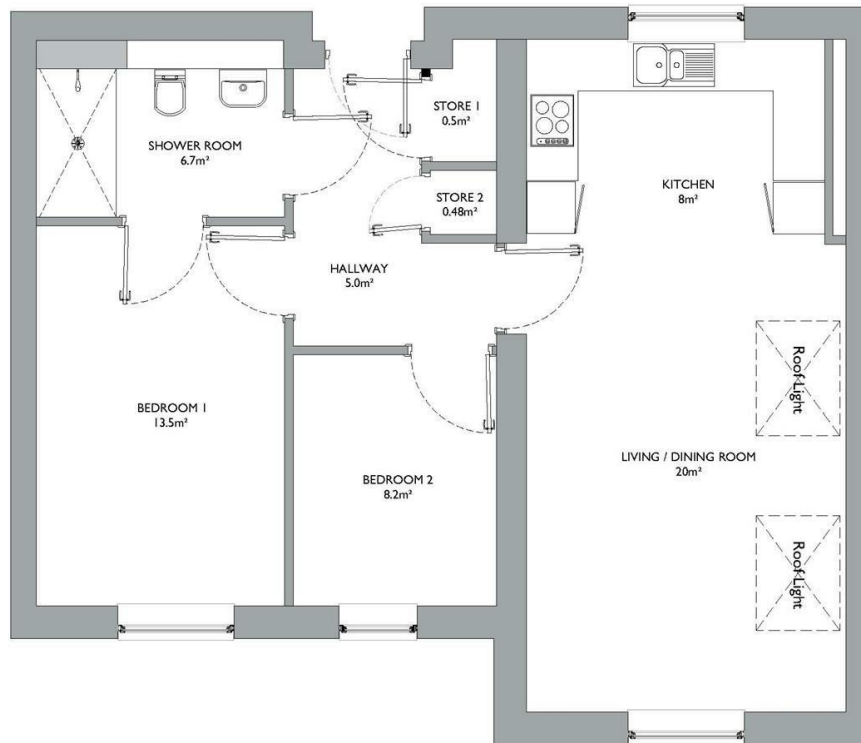 SHOWER ROOM
6.7m²
STORE 1
0.5m²
STORE 2
0.48m²
KITCHEN
8m²
HALLWAY
5.0m²
BEDROOM 1
13.5m²
BEDROOM 2
8.2m²
Roof Light
LIVING / DINING ROOM
20m²
Roof Light